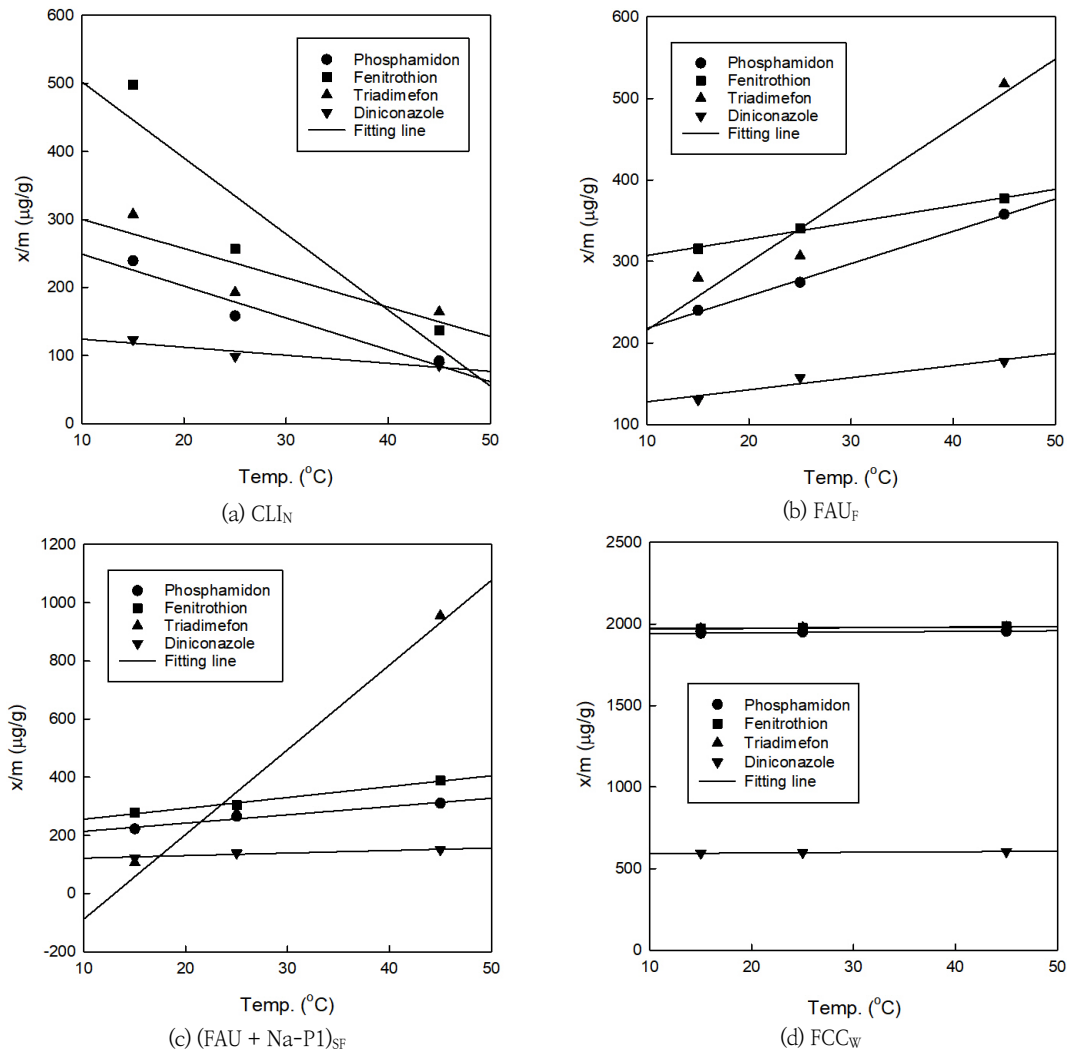 600
500
400
300
200
100
0
x/m (μg/g)
Phosphamidon
Fenitrothion
Triadimefon
Diniconazole
Fitting line
10 20 30 40 50
Temp. (°C)
(a) CLI_N
600
500
400
300
200
100
x/m (μg/g)
Phosphamidon
Fenitrothion
Triadimefon
Diniconazole
Fitting line
10 20 30 40 50
Temp. (°C)
(b) FAU_F
1200
1000
800
600
400
200
0
-200
x/m (μg/g)
Phosphamidon
Fenitrothion
Triadimefon
Diniconazole
Fitting line
10 20 30 40 50
Temp. (°C)
(c) (FAU + Na-P1)_SF
2500
2000
1500
1000
500
0
x/m (μg/g)
Phosphamidon
Fenitrothion
Triadimefon
Diniconazole
Fitting line
10 20 30 40 50
Temp. (°C)
(d) FCC_W